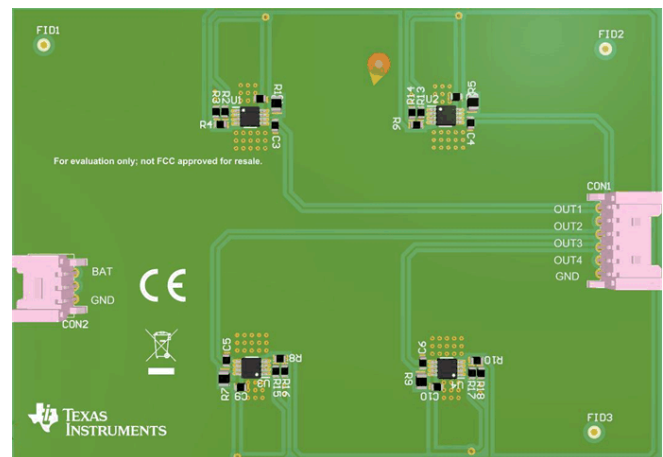 FID1
FID2
R3
R2
U1
R1
R4
C3
R14
R13
U2
R5
R6
C4
For evaluation only; not FCC approved for resale.
CON1
OUT1
OUT2
OUT3
OUT4
GND
BAT
GND
CON2
CE
C5
R8
U3
R7
C9
R15
R16
C6
R10
U4
R9
C10
R17
R18
FID3
TEXAS
INSTRUMENTS